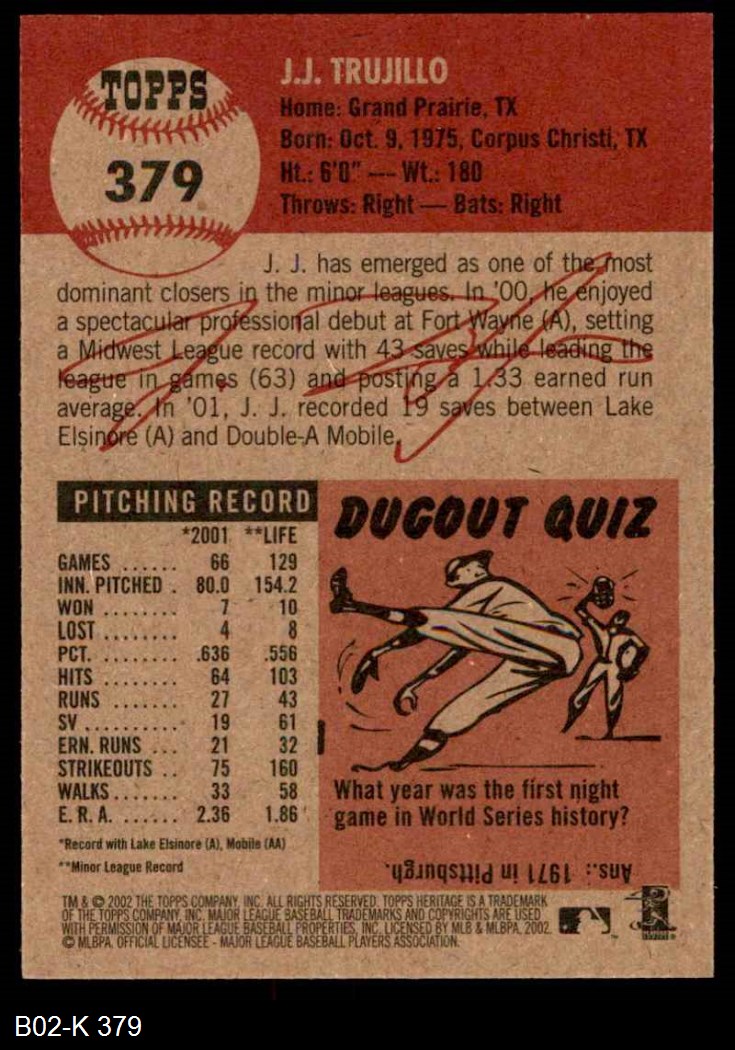 TOPPS
379
J.J. TRUJILLO
Home: Grand Prairie, TX
Born: Oct. 9, 1975, Corpus Christi, TX
Ht.: 6'0" — Wt.: 180
Throws: Right — Bats: Right
J. J. has emerged as one of the most
dominant closers in the minor leagues. In '00, he enjoyed
a spectacular professional debut at Fort Wayne (A), setting
a Midwest League record with 43 saves while leading the
league in games (63) and posting a 1.33 earned run
average. In '01, J. J. recorded 19 saves between Lake
Elsinore (A) and Double-A Mobile.
PITCHING RECORD
*2001 **LIFE
GAMES ...... 66 129
INN. PITCHED . 80.0 154.2
WON ........ 7 10
LOST ........ 4 8
PCT. ........ .636 .556
HITS ........ 64 103
RUNS ....... 27 43
SV .......... 19 61
ERN. RUNS ... 21 32
STRIKEOUTS .. 75 160
WALKS ....... 33 58
E. R. A. ....... 2.36 1.86
*Record with Lake Elsinore (A), Mobile (AA)
**Minor League Record
DUGOUT QUIZ
What year was the first night
game in World Series history?
Ans.: 1971 in Pittsburgh.
TM & © 2002 THE TOPPS COMPANY, INC. ALL RIGHTS RESERVED. TOPPS HERITAGE IS A TRADEMARK
OF THE TOPPS COMPANY, INC. MAJOR LEAGUE BASEBALL TRADEMARKS AND COPYRIGHTS ARE USED
WITH PERMISSION OF MAJOR LEAGUE BASEBALL PROPERTIES, INC. LICENSED BY MLB & MLBPA, 2002.
© MLBPA, OFFICIAL LICENSEE - MAJOR LEAGUE BASEBALL PLAYERS ASSOCIATION.
B02-K 379